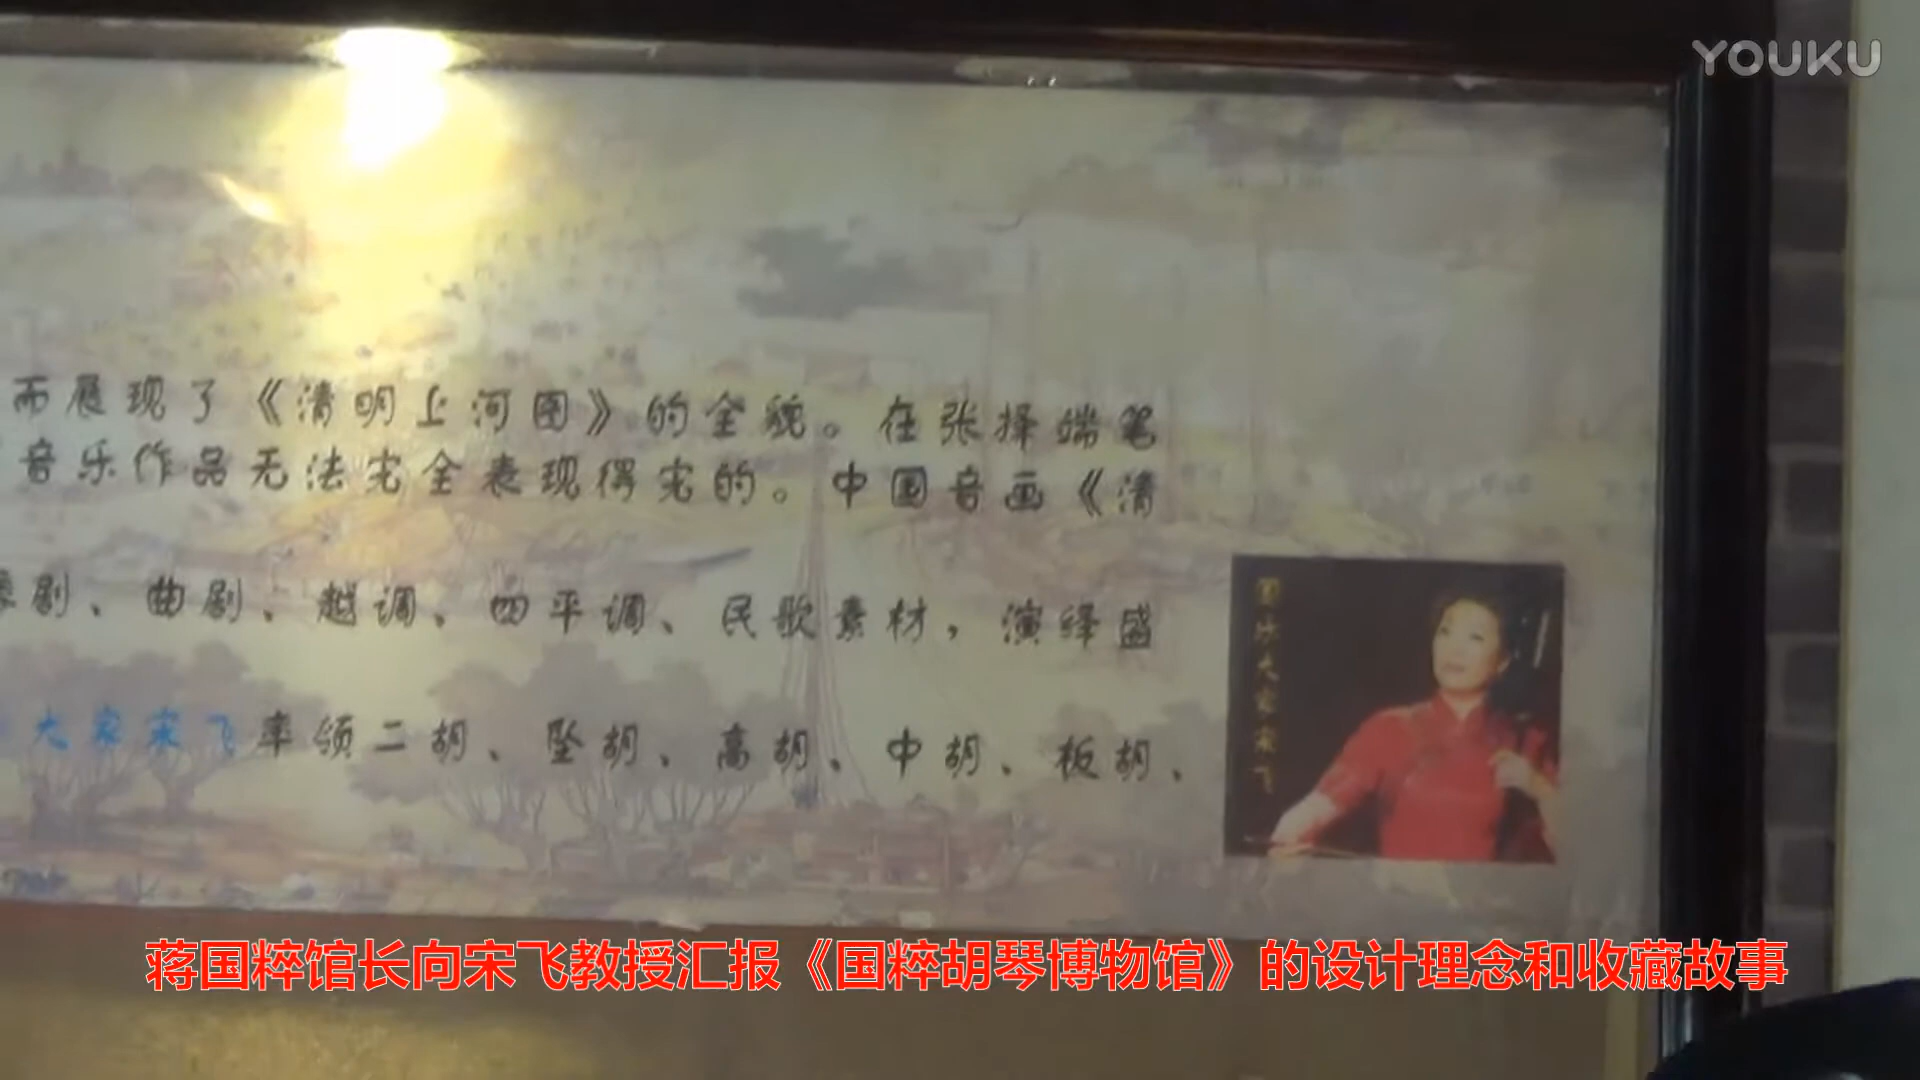 YOUKU
而展现了《清明上河图》的全貌。在张择端笔
音乐作品无法完全表现得完的。中国音画《清
豫剧、曲剧、越调、四平调、民歌素材，演绎盛
大家宋飞率领二胡、坠胡、高胡、中胡、板胡、
大家宋飞
蒋国粹馆长向宋飞教授汇报《国粹胡琴博物馆》的设计理念和收藏故事